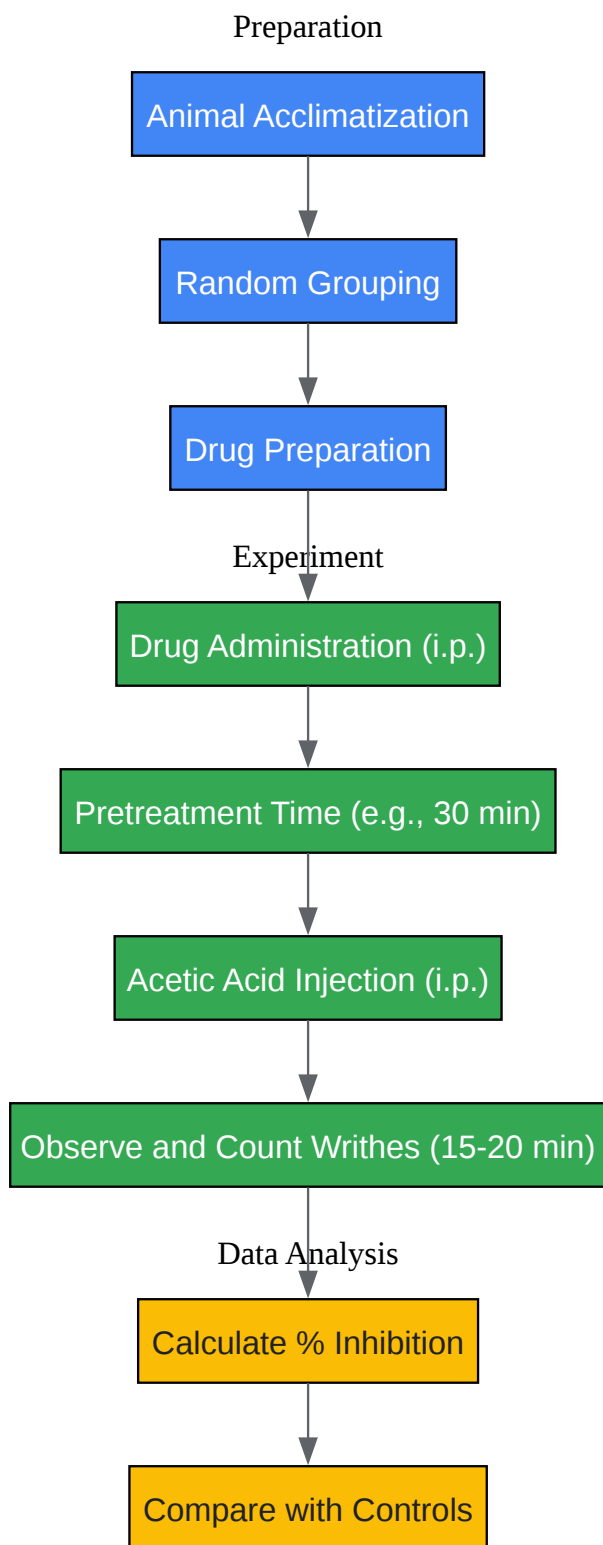 Preparation
Animal Acclimatization
Random Grouping
Drug Preparation
Experiment
Drug Administration (i.p.)
Pretreatment Time (e.g., 30 min)
Acetic Acid Injection (i.p.)
Observe and Count Writhes (15-20 min)
Data Analysis
Calculate % Inhibition
Compare with Controls